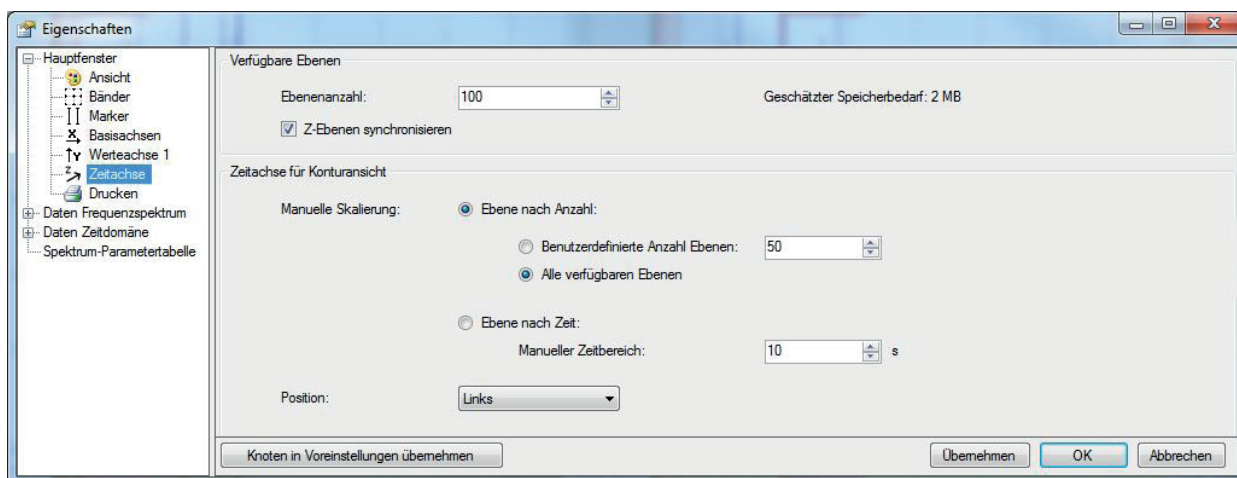 Eigenschaften
Hauptfenster
Ansicht
Bänder
Marker
Basisachsen
Werteachse 1
Zeitachse
Drucken
Daten Frequenzspektrum
Daten Zeitdomäne
Spektrum-Parametertabelle
Verfügbare Ebenen
Ebenenanzahl: 100 Geschätzter Speicherbedarf: 2 MB
Z-Ebenen synchronisieren
Zeitachse für Konturansicht
Manuelle Skalierung: Ebene nach Anzahl:
Benutzerdefinierte Anzahl Ebenen: 50
Alle verfügbaren Ebenen
Ebene nach Zeit:
Manueller Zeitbereich: 10 s
Position: Links
Knoten in Voreinstellungen übernehmen Übernehmen OK Abbrechen